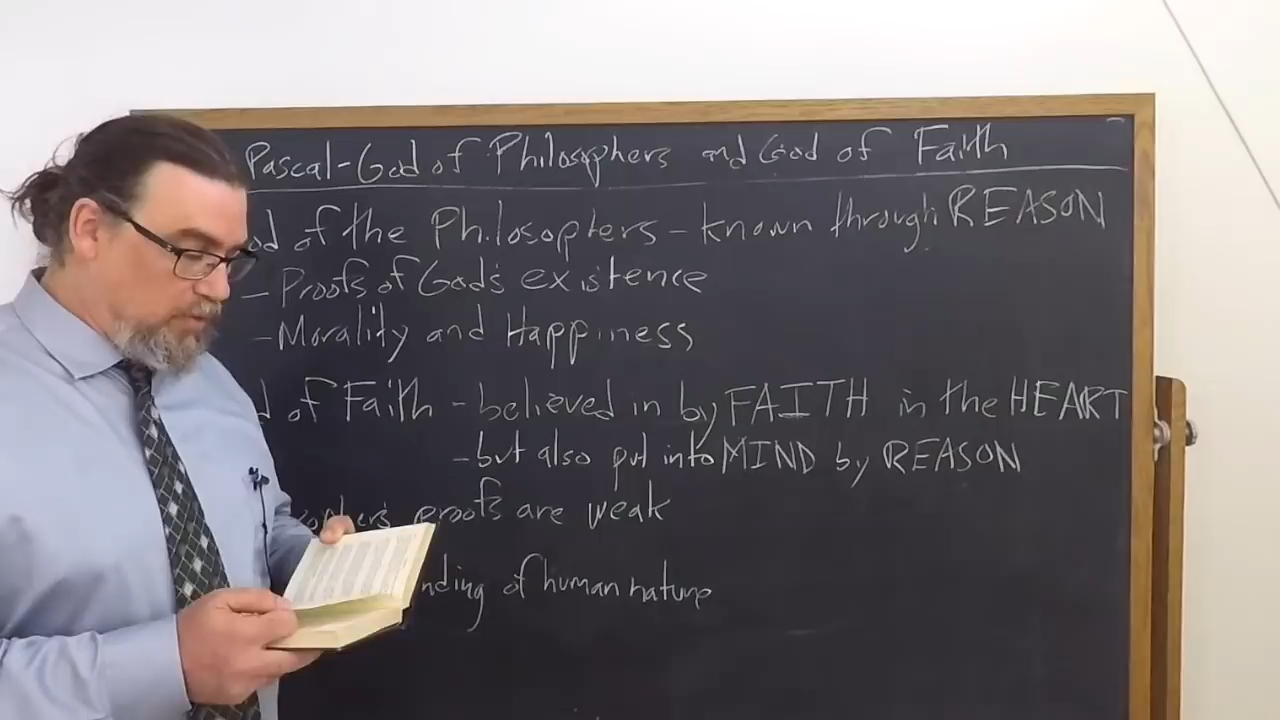 Pascal-God of Philosophers and God of Faith
od of the Philosophers - known through REASON
- Proofs of God's existence
- Morality and Happiness
d of Faith - believed in by FAITH in the HEART
- but also put into MIND by REASON
sophers proofs are weak
nding of human nature